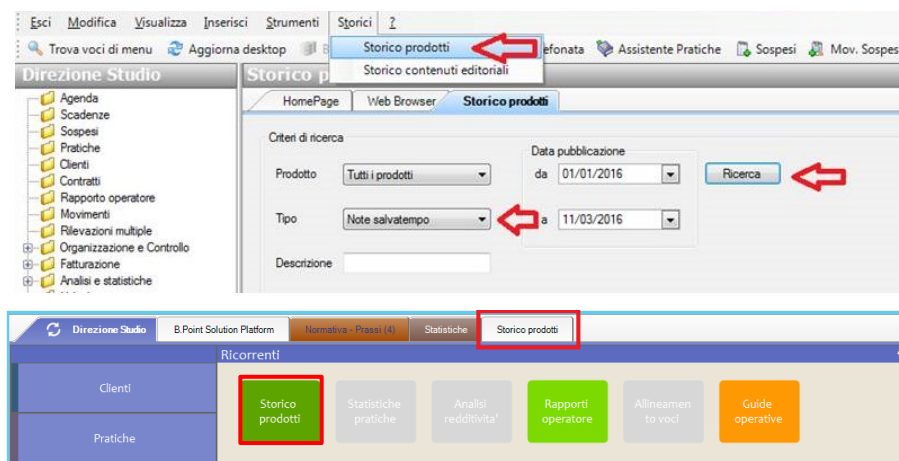 Esci Modifica Visualizza Inserisci Strumenti Storici ?
Trova voci di menu Aggiorna desktop Storico prodotti efonata Assistente Pratiche Sospesi Mov. Sospes
Storico contenuti editoriali
Direzione Studio Storico p
Agenda
Scadenze
Sospesi
Pratiche
Clienti
Contratti
Rapporto operatore
Movimenti
Rilevazioni multiple
Organizzazione e Controllo
Fatturazione
Analisi e statistiche
HomePage Web Browser Storico prodotti
Criteri di ricerca
Data pubblicazione
Prodotto Tutti i prodotti da 01/01/2016 Ricerca
Tipo Note salvatempo a 11/03/2016
Descrizione
Direzione Studio B.Point Solution Platform Normativa - Prassi (4) Statistiche Storico prodotti
Ricorrenti
Clienti
Pratiche
Storico
prodotti
Statistiche
pratiche
Analisi
redditivita'
Rapporti
operatore
Allineamen
to voci
Guide
operative